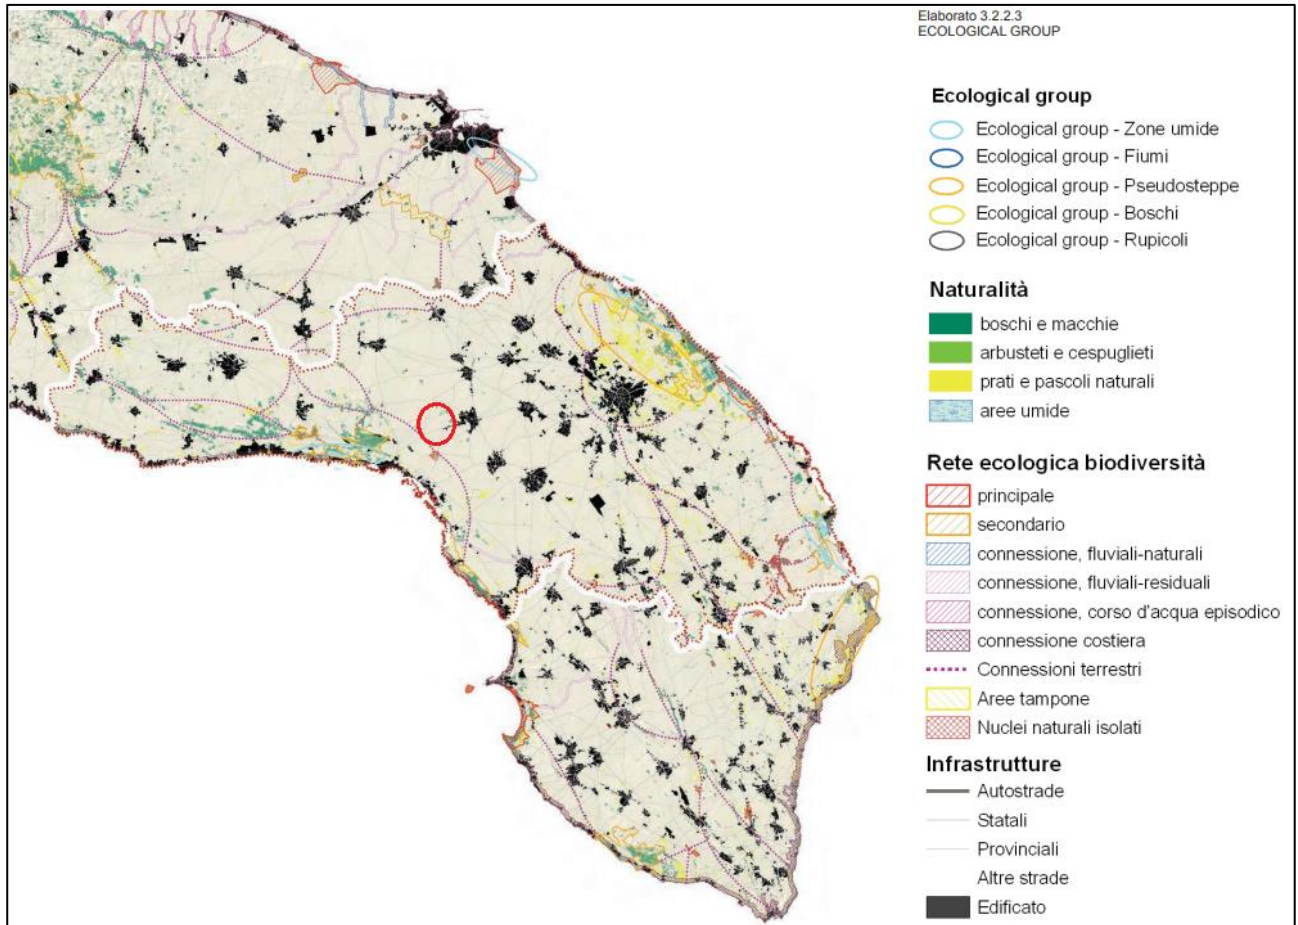 Elaborato 3.2.2.3
ECOLOGICAL GROUP
Ecological group
Ecological group - Zone umide
Ecological group - Fiumi
Ecological group - Pseudosteppe
Ecological group - Boschi
Ecological group - Rupicoli
Naturalità
boschi e macchie
arbusteti e cespuglieti
prati e pascoli naturali
aree umide
Rete ecologica biodiversità
principale
secondario
connessione, fluviali-naturali
connessione, fluviali-residuali
connessione, corso d'acqua episodico
connessione costiera
Connessioni terrestri
Aree tampone
Nuclei naturali isolati
Infrastrutture
Autostrade
Statali
Provinciali
Altre strade
Edificato